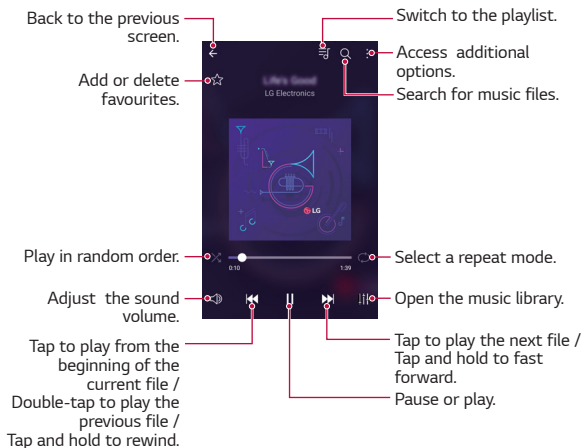 Back to the previous
screen.
Switch to the playlist.
Access additional
options.
Add or delete
favourites.
Search for music files.
Life's Good
LG Electronics
LG
Play in random order.
Select a repeat mode.
0:10
1:39
Adjust the sound
volume.
Open the music library.
Tap to play from the
beginning of the
current file /
Double-tap to play the
previous file /
Tap and hold to rewind.
Tap to play the next file /
Tap and hold to fast
forward.
Pause or play.